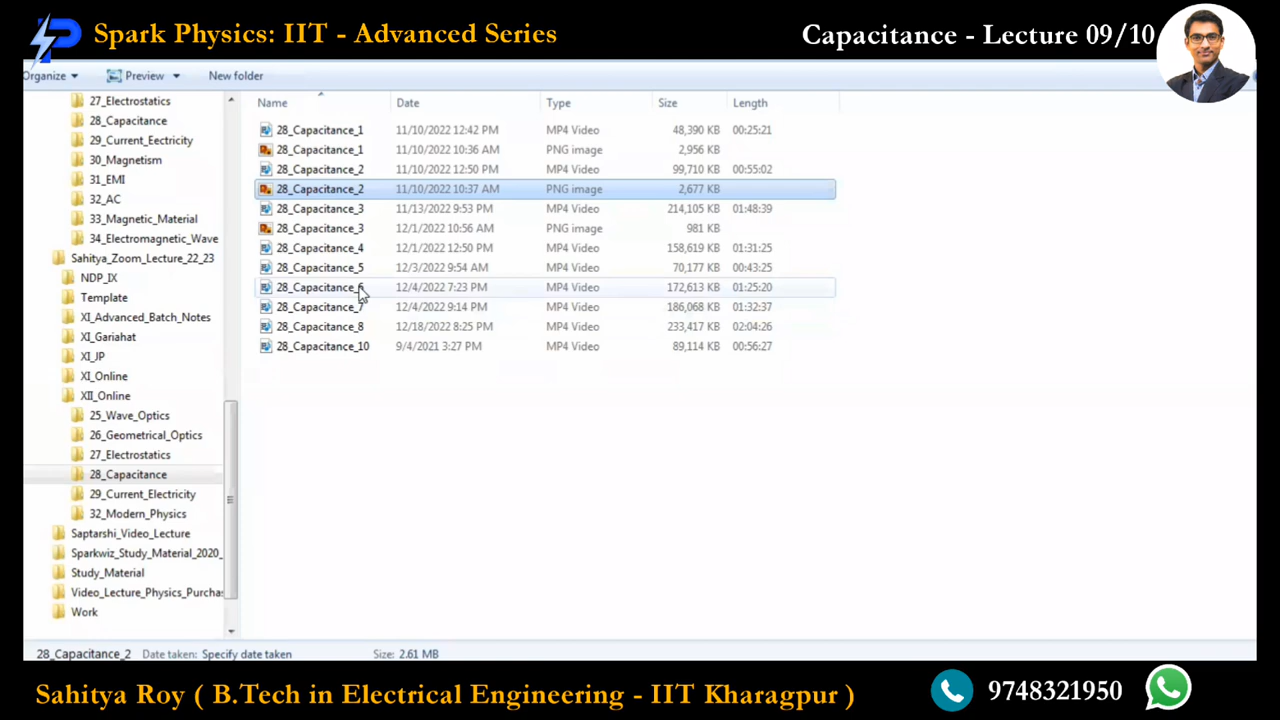 Spark Physics: IIT - Advanced Series
Capacitance - Lecture 09/10
Organize Preview New folder
27_Electrostatics
28_Capacitance
29_Current_Eectricity
30_Magnetism
31_EMI
32_AC
33_Magnetic_Material
34_Electromagnetic_Wave
Sahitya_Zoom_Lecture_22_23
NDP_IX
Template
XI_Advanced_Batch_Notes
XI_Gariahat
XI_JP
XI_Online
XII_Online
25_Wave_Optics
26_Geometrical_Optics
27_Electrostatics
28_Capacitance
29_Current_Electricity
32_Modern_Physics
Saptarshi_Video_Lecture
Sparkwiz_Study_Material_2020_
Study_Material
Video_Lecture_Physics_Purcha
Work
Name Date Type Size Length
28_Capacitance_1 11/10/2022 12:42 PM MP4 Video 48,390 KB 00:25:21
28_Capacitance_1 11/10/2022 10:36 AM PNG image 2,956 KB
28_Capacitance_2 11/10/2022 12:50 PM MP4 Video 99,710 KB 00:55:02
28_Capacitance_2 11/10/2022 10:37 AM PNG image 2,677 KB
28_Capacitance_3 11/13/2022 9:53 PM MP4 Video 214,105 KB 01:48:39
28_Capacitance_3 12/1/2022 10:56 AM PNG image 981 KB
28_Capacitance_4 12/1/2022 12:50 PM MP4 Video 158,619 KB 01:31:25
28_Capacitance_5 12/3/2022 9:54 AM MP4 Video 70,177 KB 00:43:25
28_Capacitance_6 12/4/2022 7:23 PM MP4 Video 172,613 KB 01:25:20
28_Capacitance_7 12/4/2022 9:14 PM MP4 Video 186,068 KB 01:32:37
28_Capacitance_8 12/18/2022 8:25 PM MP4 Video 233,417 KB 02:04:26
28_Capacitance_10 9/4/2021 3:27 PM MP4 Video 89,114 KB 00:56:27
28_Capacitance_2 Date taken: Specify date taken Size: 2.61 MB
Sahitya Roy ( B.Tech in Electrical Engineering - IIT Kharagpur )
9748321950